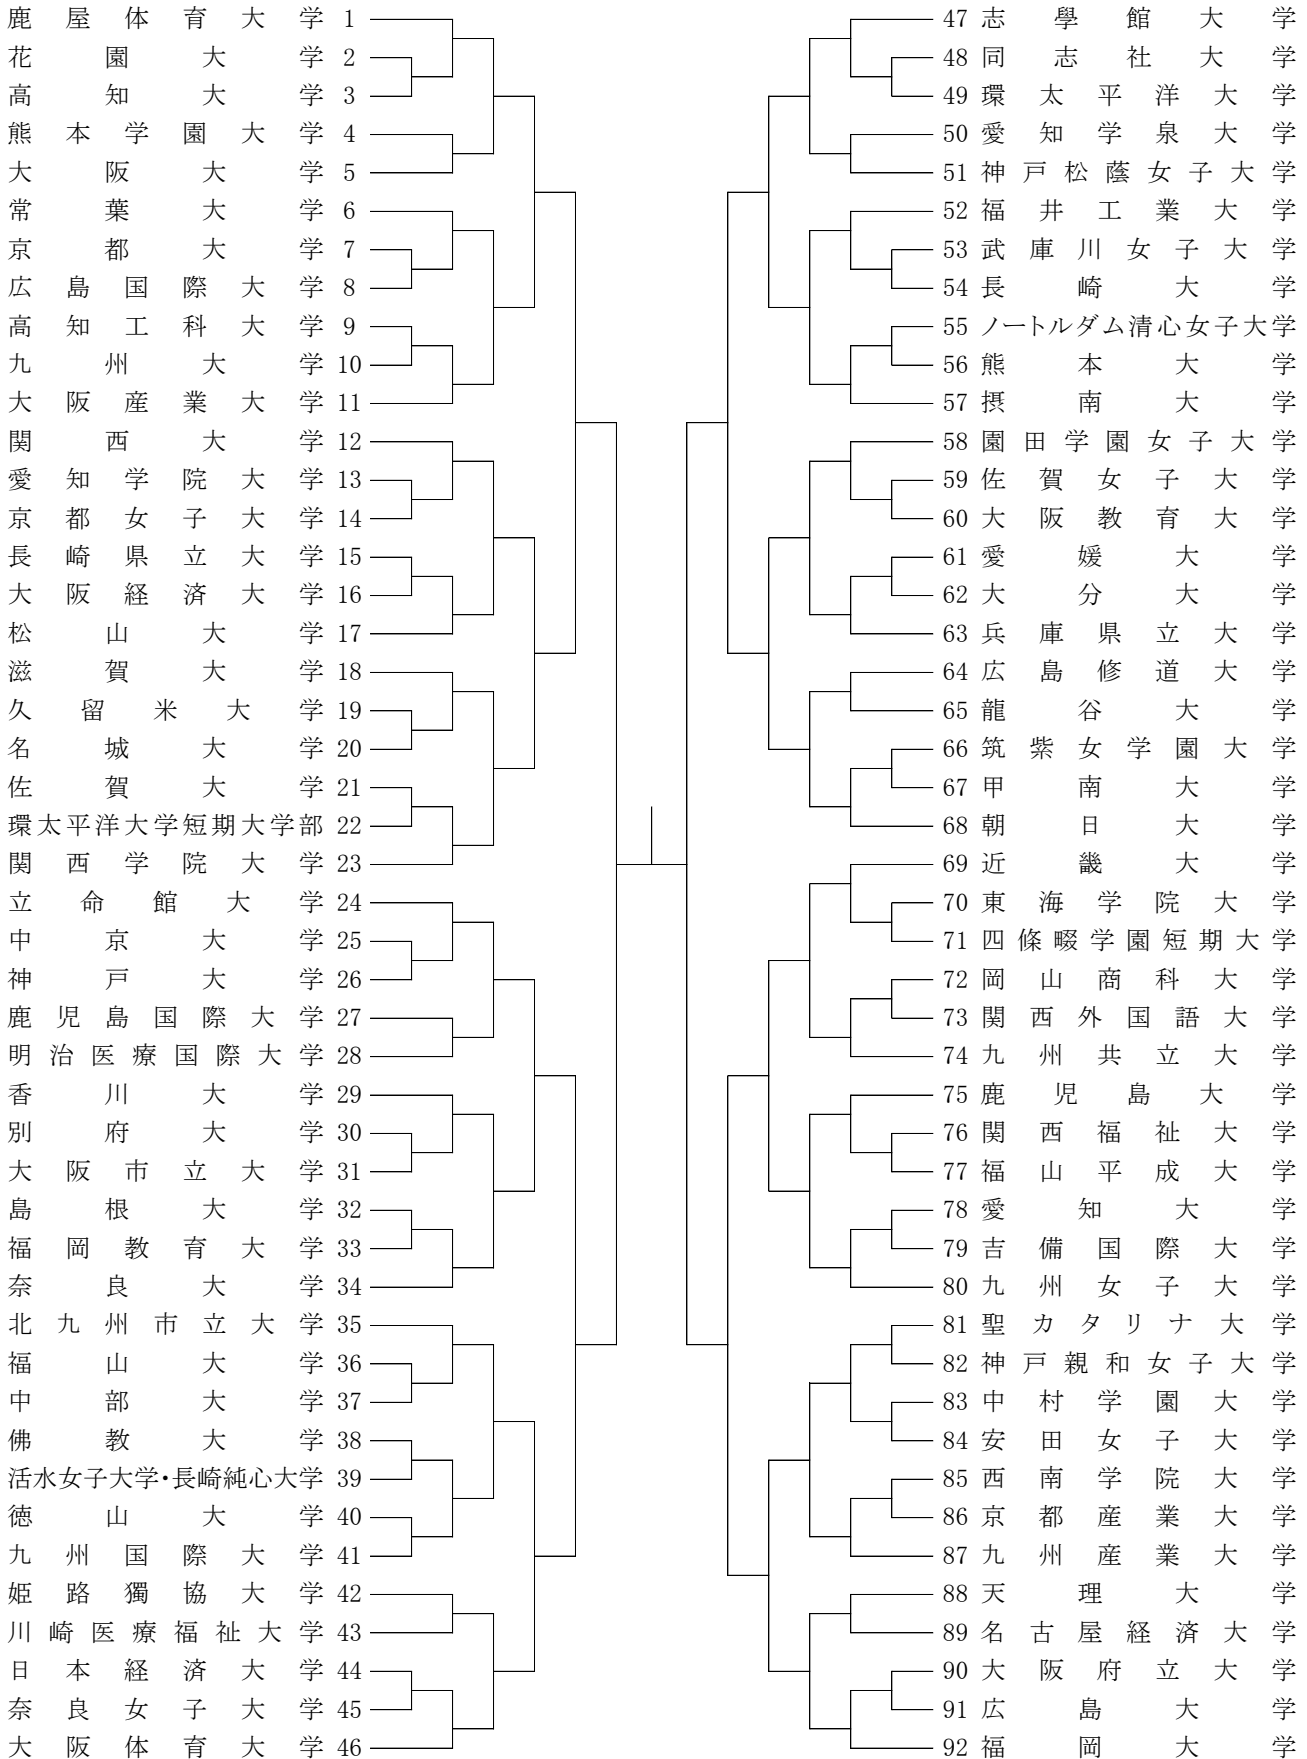 鹿屋体育大学 1
花園大学 2
高知大学 3
熊本学園大学 4
大阪大学 5
常葉大学 6
京都大学 7
広島国際大学 8
高知工科大学 9
九州大学 10
大阪産業大学 11
関西大学 12
愛知学院大学 13
京都女子大学 14
長崎県立大学 15
大阪経済大学 16
松山大学 17
滋賀大学 18
久留米大学 19
名城大学 20
佐賀大学 21
環太平洋大学短期大学部 22
関西学院大学 23
立命館大学 24
中京大学 25
神戸大学 26
鹿児島国際大学 27
明治医療国際大学 28
香川大学 29
別府大学 30
大阪市立大学 31
島根大学 32
福岡教育大学 33
奈良大学 34
北九州市立大学 35
福山大学 36
中部大学 37
佛教大学 38
活水女子大学・長崎純心大学 39
徳山大学 40
九州国際大学 41
姫路獨協大学 42
川崎医療福祉大学 43
日本経済大学 44
奈良女子大学 45
大阪体育大学 46
47 志學館大学
48 同志社大学
49 環太平洋大学
50 愛知学泉大学
51 神戸松蔭女子大学
52 福井工業大学
53 武庫川女子大学
54 長崎大学
55 ノートルダム清心女子大学
56 熊本大学
57 摂南大学
58 園田学園女子大学
59 佐賀女子大学
60 大阪教育大学
61 愛媛大学
62 大分大学
63 兵庫県立大学
64 広島修道大学
65 龍谷大学
66 筑紫女学園大学
67 甲南大学
68 朝日大学
69 近畿大学
70 東海学院大学
71 四條畷学園短期大学
72 岡山商科大学
73 関西外国語大学
74 九州共立大学
75 鹿児島大学
76 関西福祉大学
77 福山平成大学
78 愛知大学
79 吉備国際大学
80 九州女子大学
81 聖カタリナ大学
82 神戸親和女子大学
83 中村学園大学
84 安田女子大学
85 西南学院大学
86 京都産業大学
87 九州産業大学
88 天理大学
89 名古屋経済大学
90 大阪府立大学
91 広島大学
92 福岡大学